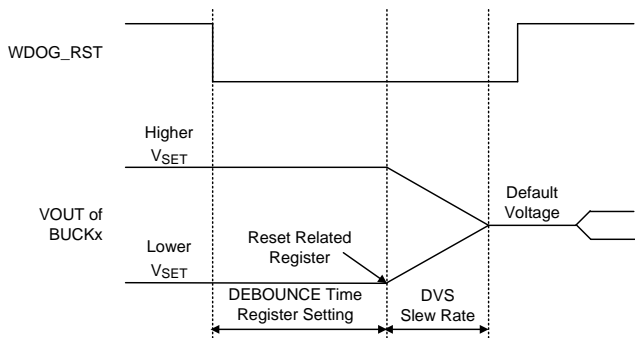 WDOG_RST
Higher
VSET
VOUT of
BUCKx
Default
Voltage
Lower
VSET
Reset Related
Register
DEBOUNCE Time
Register Setting
DVS
Slew Rate